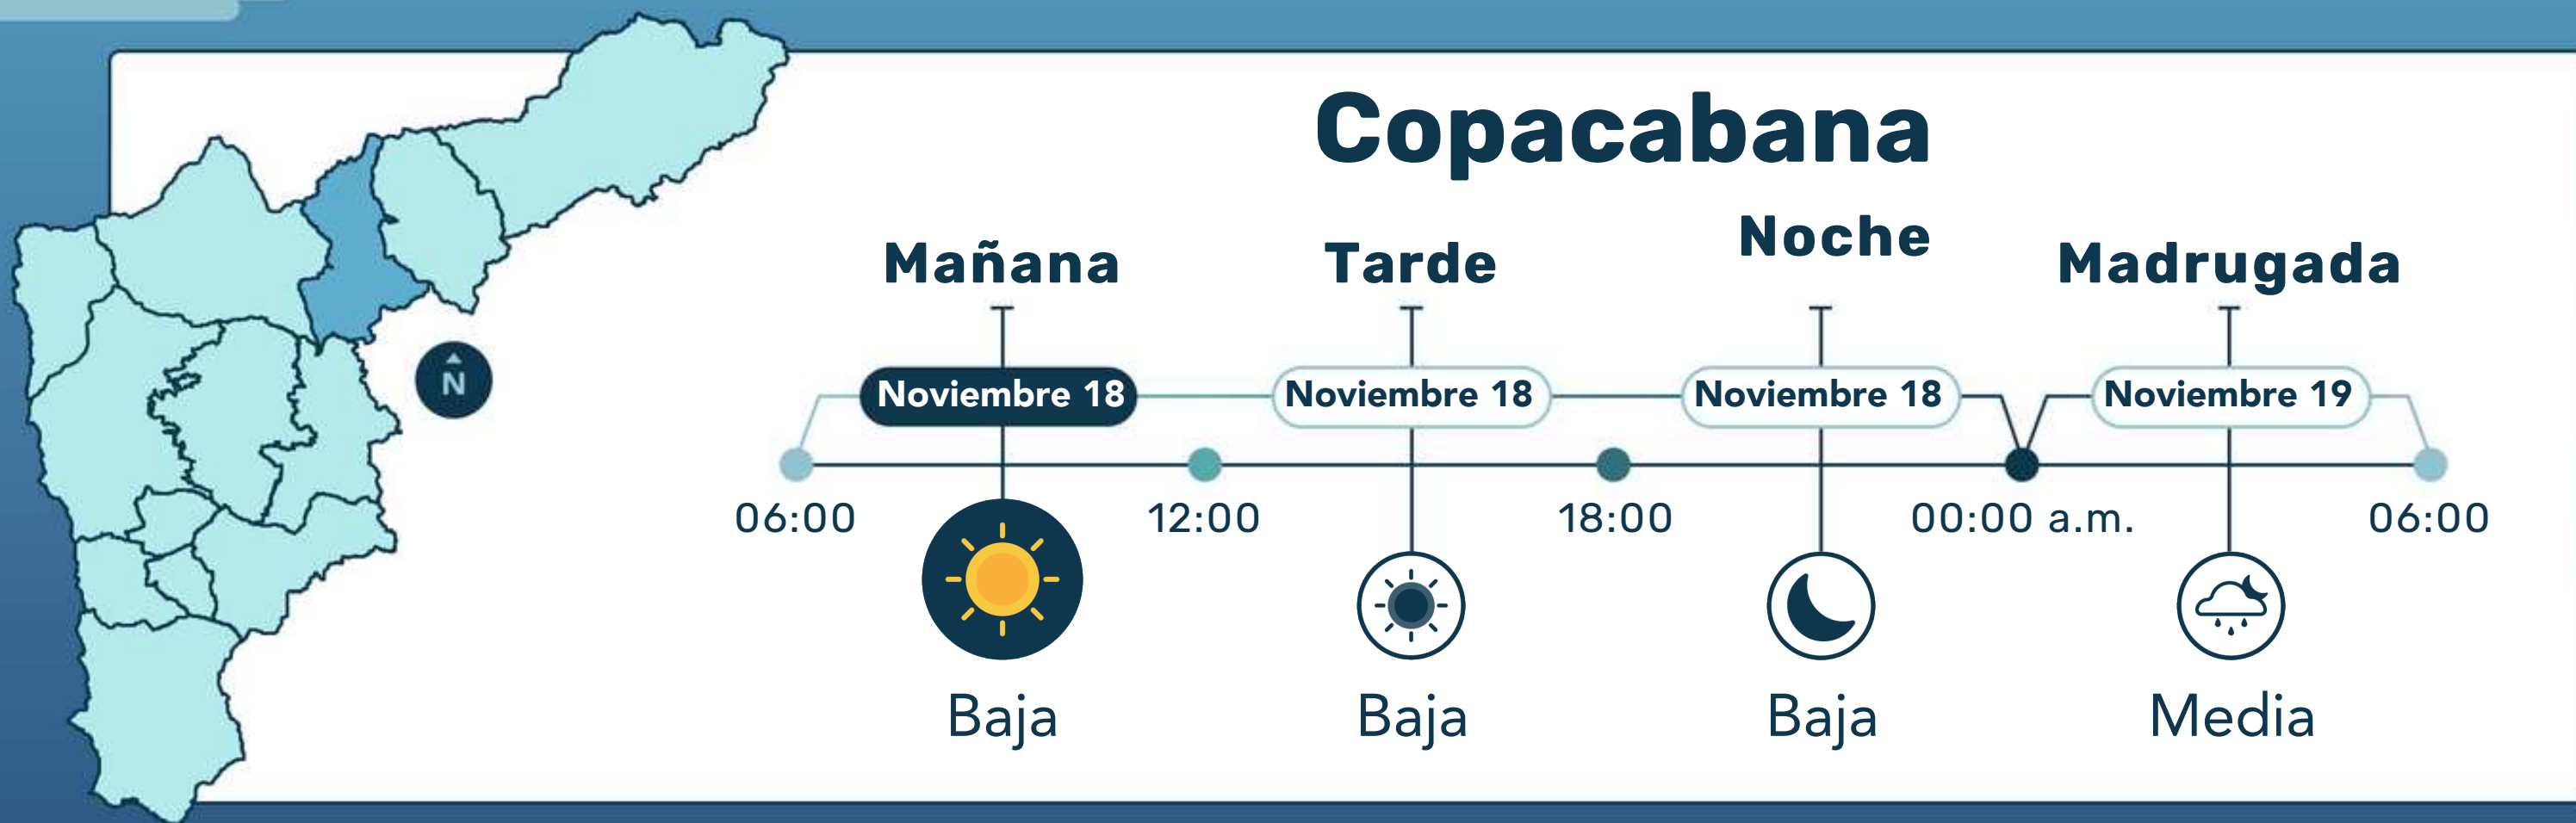 Copacabana
Mañana
Tarde
Noche
Madrugada
Noviembre 18
Noviembre 18
Noviembre 18
Noviembre 19
N
06:00
12:00
18:00
00:00 a.m.
06:00
Baja
Baja
Baja
Media